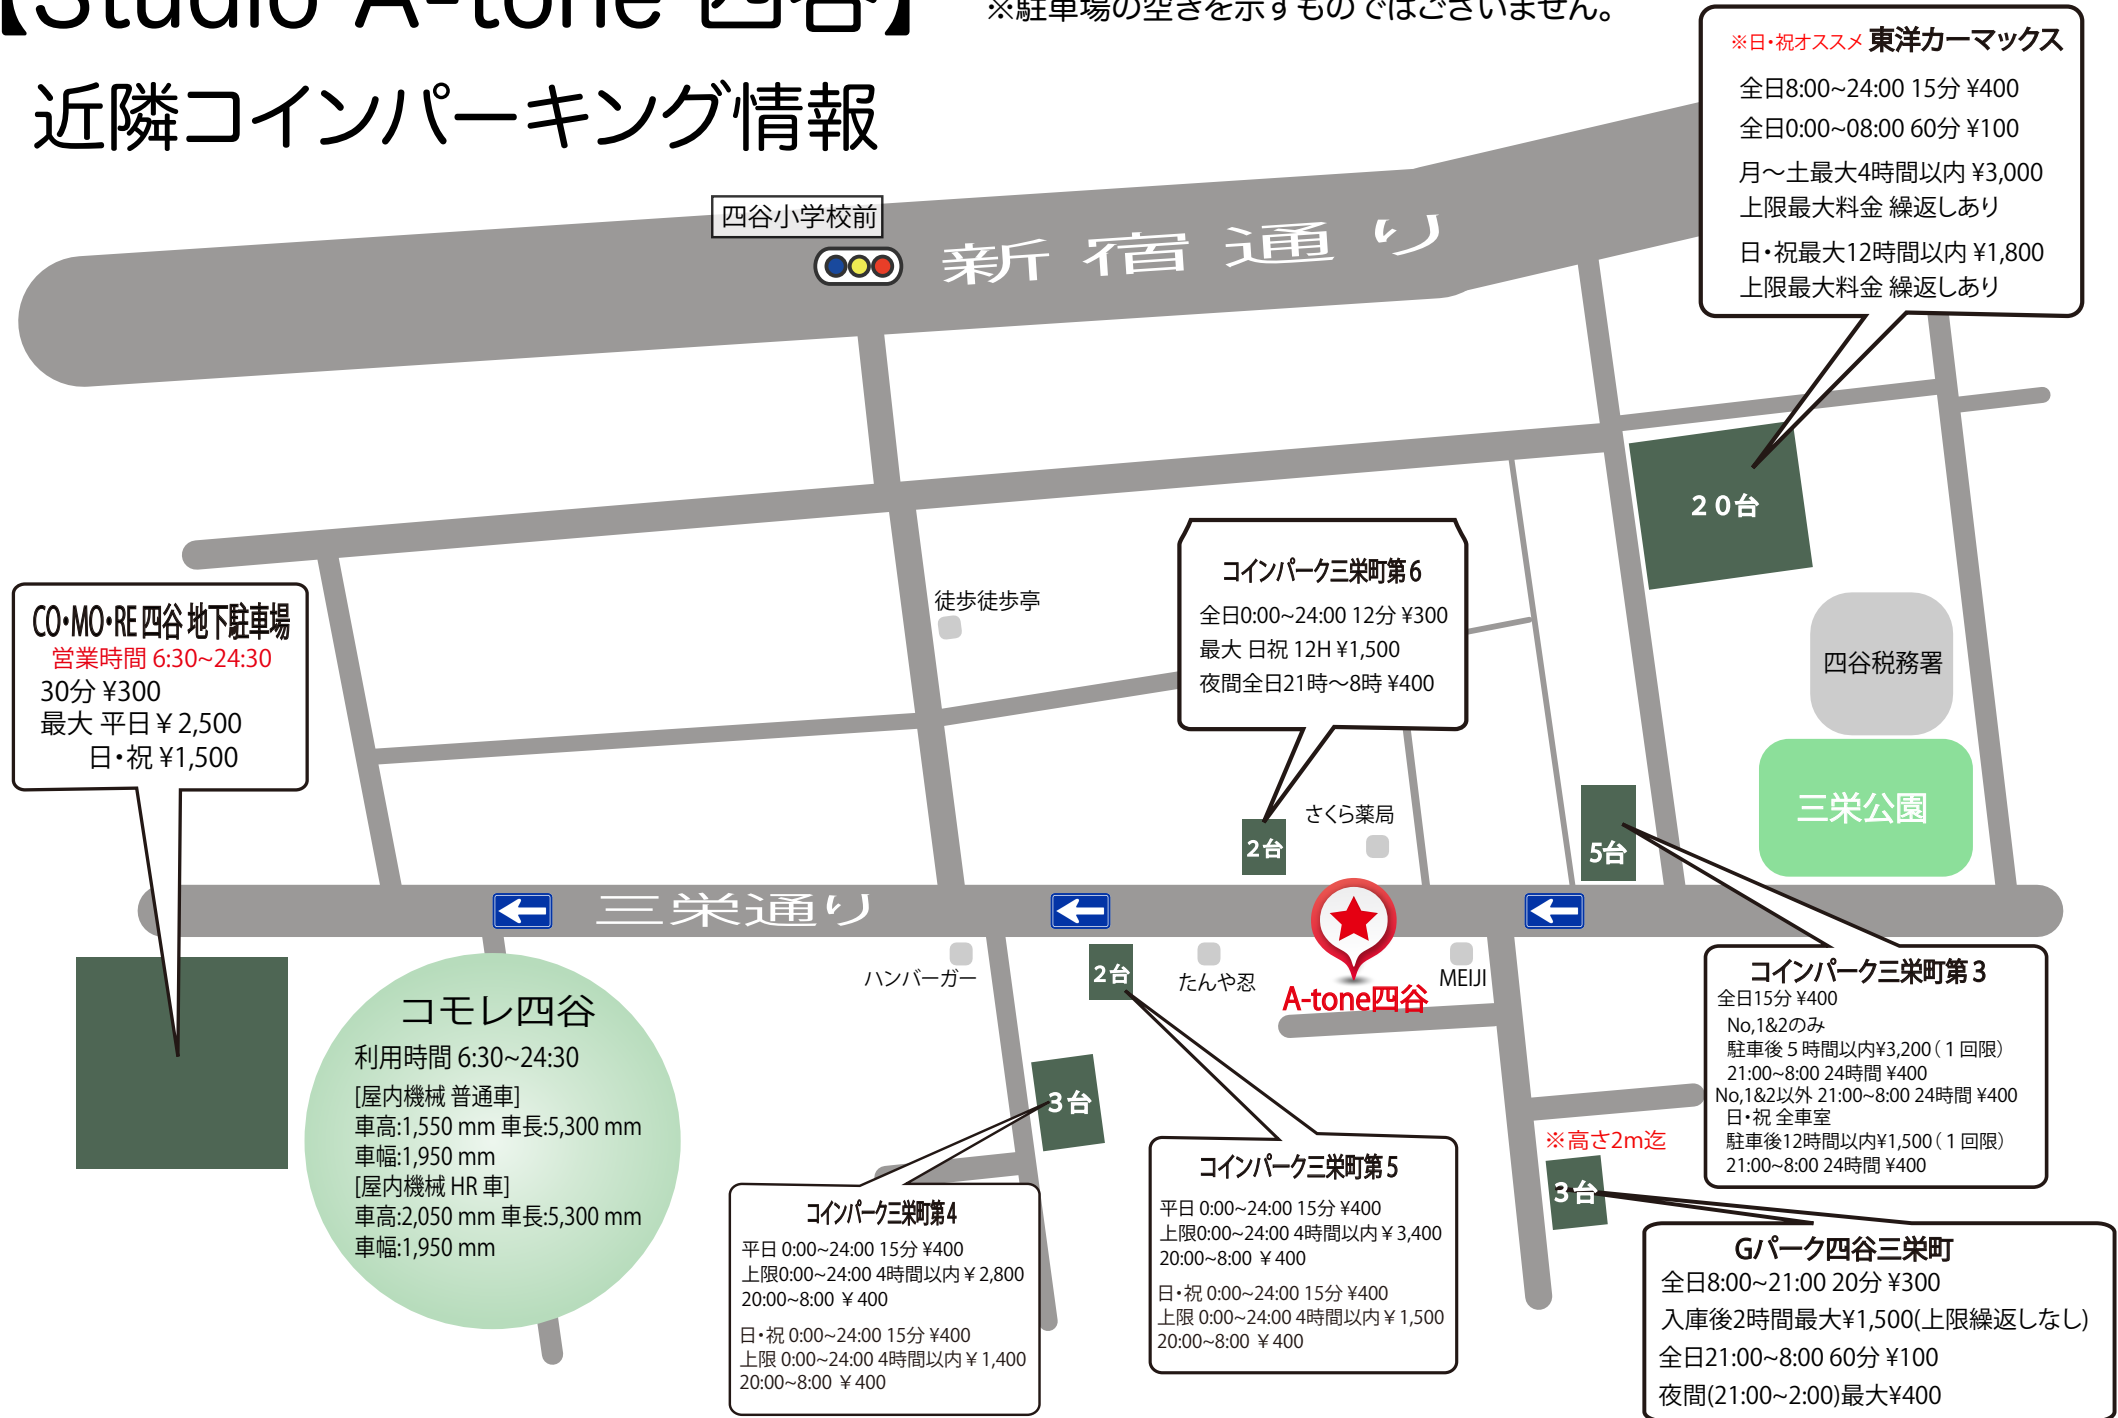 【Studio A-tone 四谷】
※駐車場の空きを示すものではございません。
近隣コインパーキング情報
※日・祝オススメ 東洋カーマックス
全日8:00~24:00 15分 ¥400
全日0:00~08:00 60分 ¥100
月〜土最大4時間以内 ¥3,000
上限最大料金 繰返しあり
日・祝最大12時間以内 ¥1,800
上限最大料金 繰返しあり
四谷小学校前
新宿通り
20台
コインパーク三栄町第6
全日0:00~24:00 12分 ¥300
最大 日祝 12H ¥1,500
夜間全日21時〜8時 ¥400
徒歩徒歩亭
CO・MO・RE 四谷 地下駐車場
営業時間 6:30~24:30
30分 ¥300
最大 平日 ¥ 2,500
日・祝 ¥1,500
四谷税務署
三栄公園
さくら薬局
2台
5台
三栄通り
ハンバーガー
2台
たんや忍
A-tone四谷
MEIJI
コモレ四谷
利用時間 6:30~24:30
[屋内機械 普通車]
車高:1,550 mm 車長:5,300 mm
車幅:1,950 mm
[屋内機械 HR 車]
車高:2,050 mm 車長:5,300 mm
車幅:1,950 mm
3台
コインパーク三栄町第3
全日15分 ¥400
No,1&2のみ
駐車後5時間以内¥3,200(1回限)
21:00~8:00 24時間 ¥400
No,1&2以外 21:00~8:00 24時間 ¥400
日・祝 全車室
駐車後12時間以内¥1,500(1回限)
21:00~8:00 24時間 ¥400
※高さ2m迄
3台
コインパーク三栄町第4
平日 0:00~24:00 15分 ¥400
上限0:00~24:00 4時間以内 ¥ 2,800
20:00~8:00 ¥ 400
日・祝 0:00~24:00 15分 ¥400
上限 0:00~24:00 4時間以内 ¥ 1,400
20:00~8:00 ¥ 400
コインパーク三栄町第5
平日 0:00~24:00 15分 ¥400
上限0:00~24:00 4時間以内 ¥ 3,400
20:00~8:00 ¥ 400
日・祝 0:00~24:00 15分 ¥400
上限 0:00~24:00 4時間以内 ¥ 1,500
20:00~8:00 ¥ 400
Gパーク四谷三栄町
全日8:00~21:00 20分 ¥300
入庫後2時間最大¥1,500(上限繰返しなし)
全日21:00~8:00 60分 ¥100
夜間(21:00~2:00)最大¥400